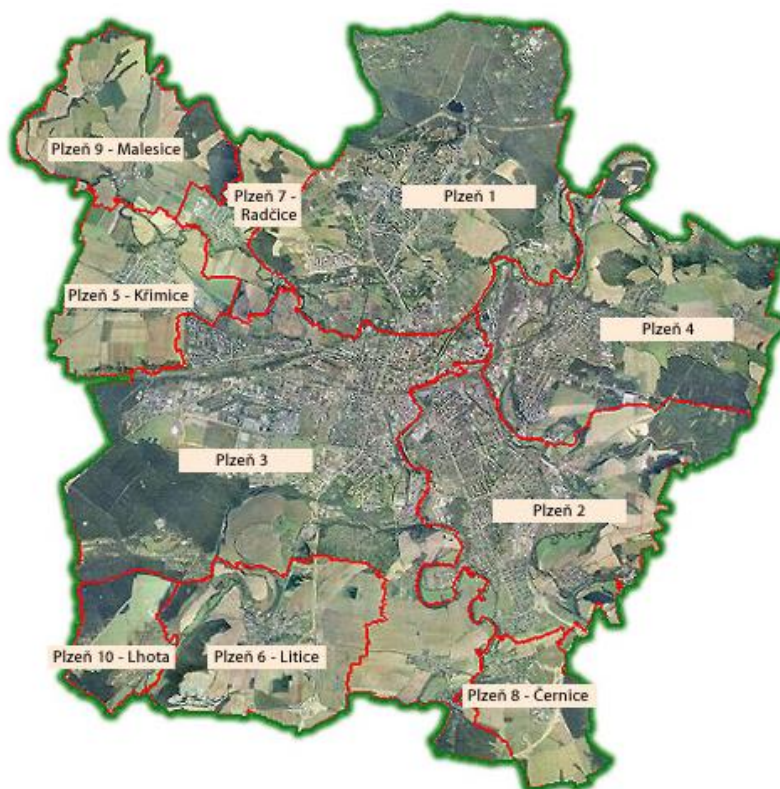 Plzeň 9 - Malesice
Plzeň 7 -
Radčice
Plzeň 1
Plzeň 5 - Křimice
Plzeň 4
Plzeň 3
Plzeň 2
Plzeň 10 - Lhota
Plzeň 6 - Litice
Plzeň 8 - Černice